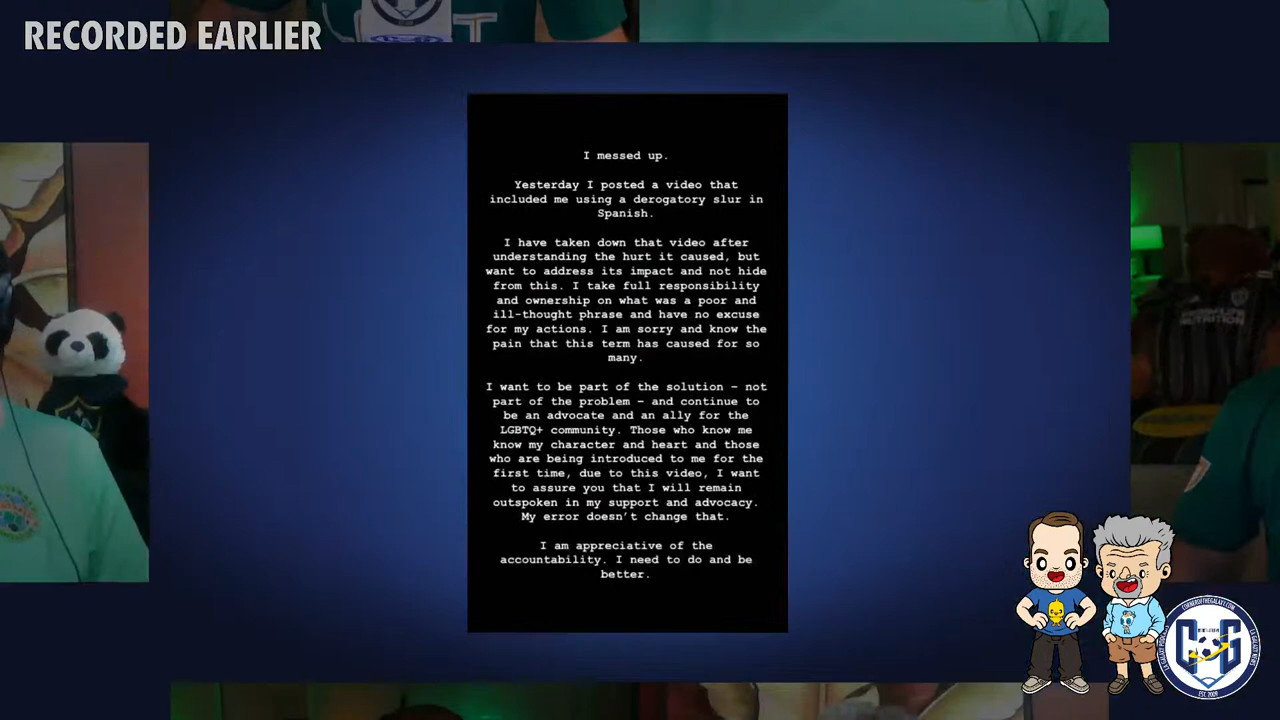 RECORDED EARLIER
I messed up.
Yesterday I posted a video that
included me using a derogatory slur in
Spanish.
I have taken down that video after
understanding the hurt it caused, but
want to address its impact and not hide
from this. I take full responsibility
and ownership on what was a poor and
ill-thought phrase and have no excuse
for my actions. I am sorry and know the
pain that this term has caused for so
many.
I want to be part of the solution – not
part of the problem – and continue to
be an advocate and an ally for the
LGBTQ+ community. Those who know me
know my character and heart and those
who are being introduced to me for the
first time, due to this video, I want
to assure you that I will remain
outspoken in my support and advocacy.
My error doesn't change that.
I am appreciative of the
accountability. I need to do and be
better.
NUTRITION
CORNEROFTHEGALAXY.COM
EST. 2009